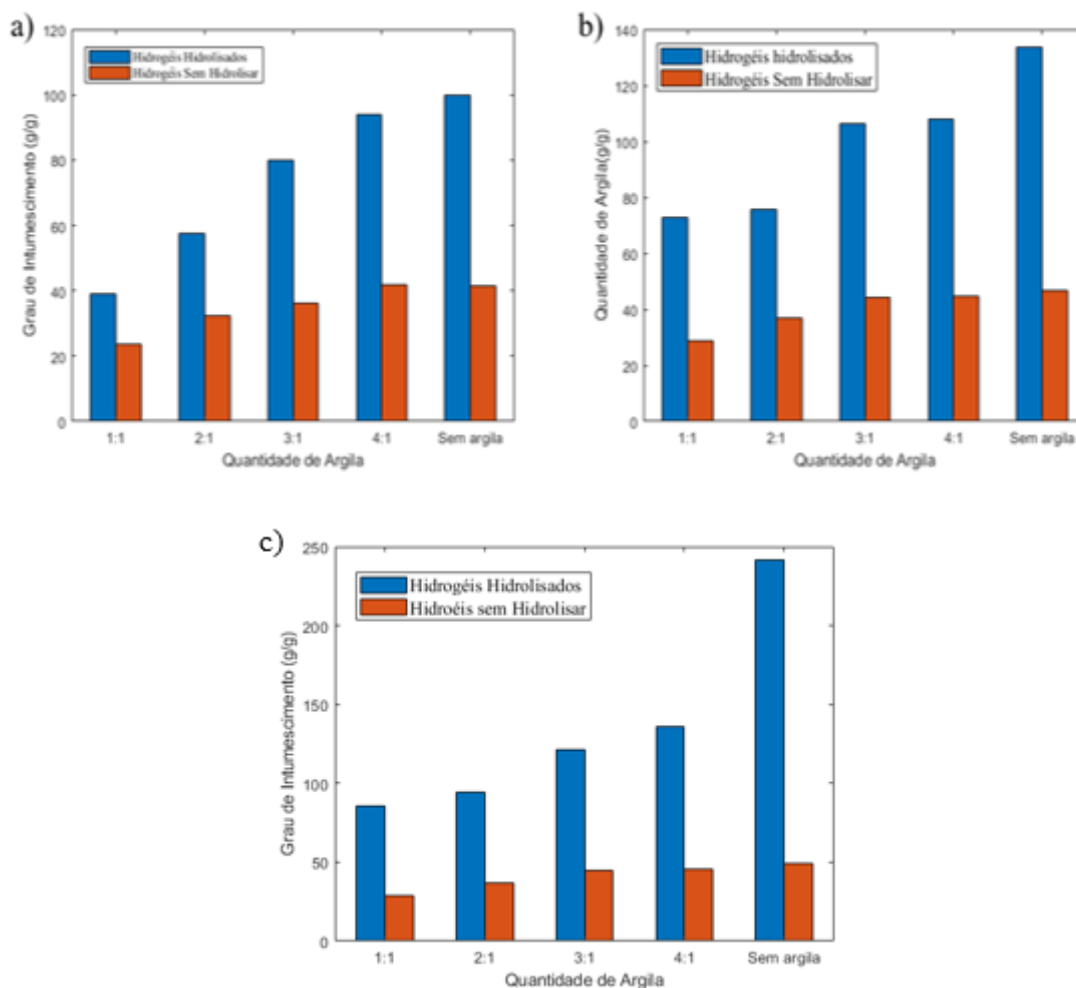 a)
120
100
80
60
40
20
0
Grau de Intumescimento (g/g)
Hidrogéis Hidrolisados
Hidrogéis Sem Hidrolisar
1:1 2:1 3:1 4:1 Sem argila
Quantidade de Argila
b)
140
120
100
80
60
40
20
0
Quantidade de Argila(g/g)
Hidrogéis hidrolisados
Hidrogéis Sem Hidrolisar
1:1 2:1 3:1 4:1 Sem argila
Quantidade de Argila
c)
250
200
150
100
50
0
Grau de Intumescimento (g/g)
Hidrogéis Hidrolisados
Hidroéis sem Hidrolisar
1:1 2:1 3:1 4:1 Sem argila
Quantidade de Argila